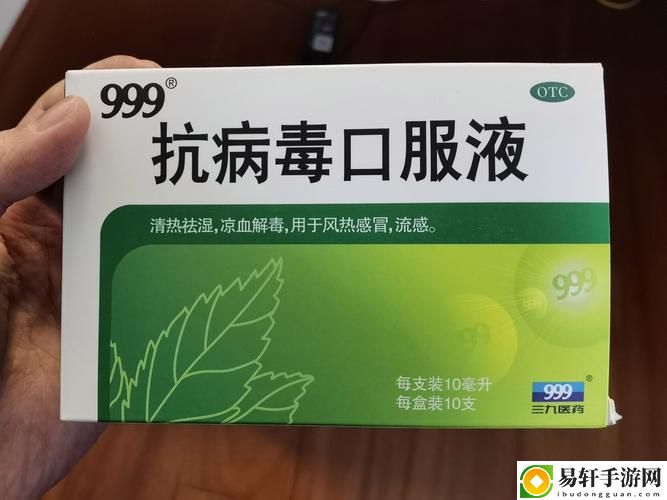 999®
OTC
抗病毒口服液
清热祛湿,凉血解毒,用于风热感冒,流感。
999
999
每支装10毫升
每盒装10支
999®
三九医药
易轩手游网
ibudongguan.com